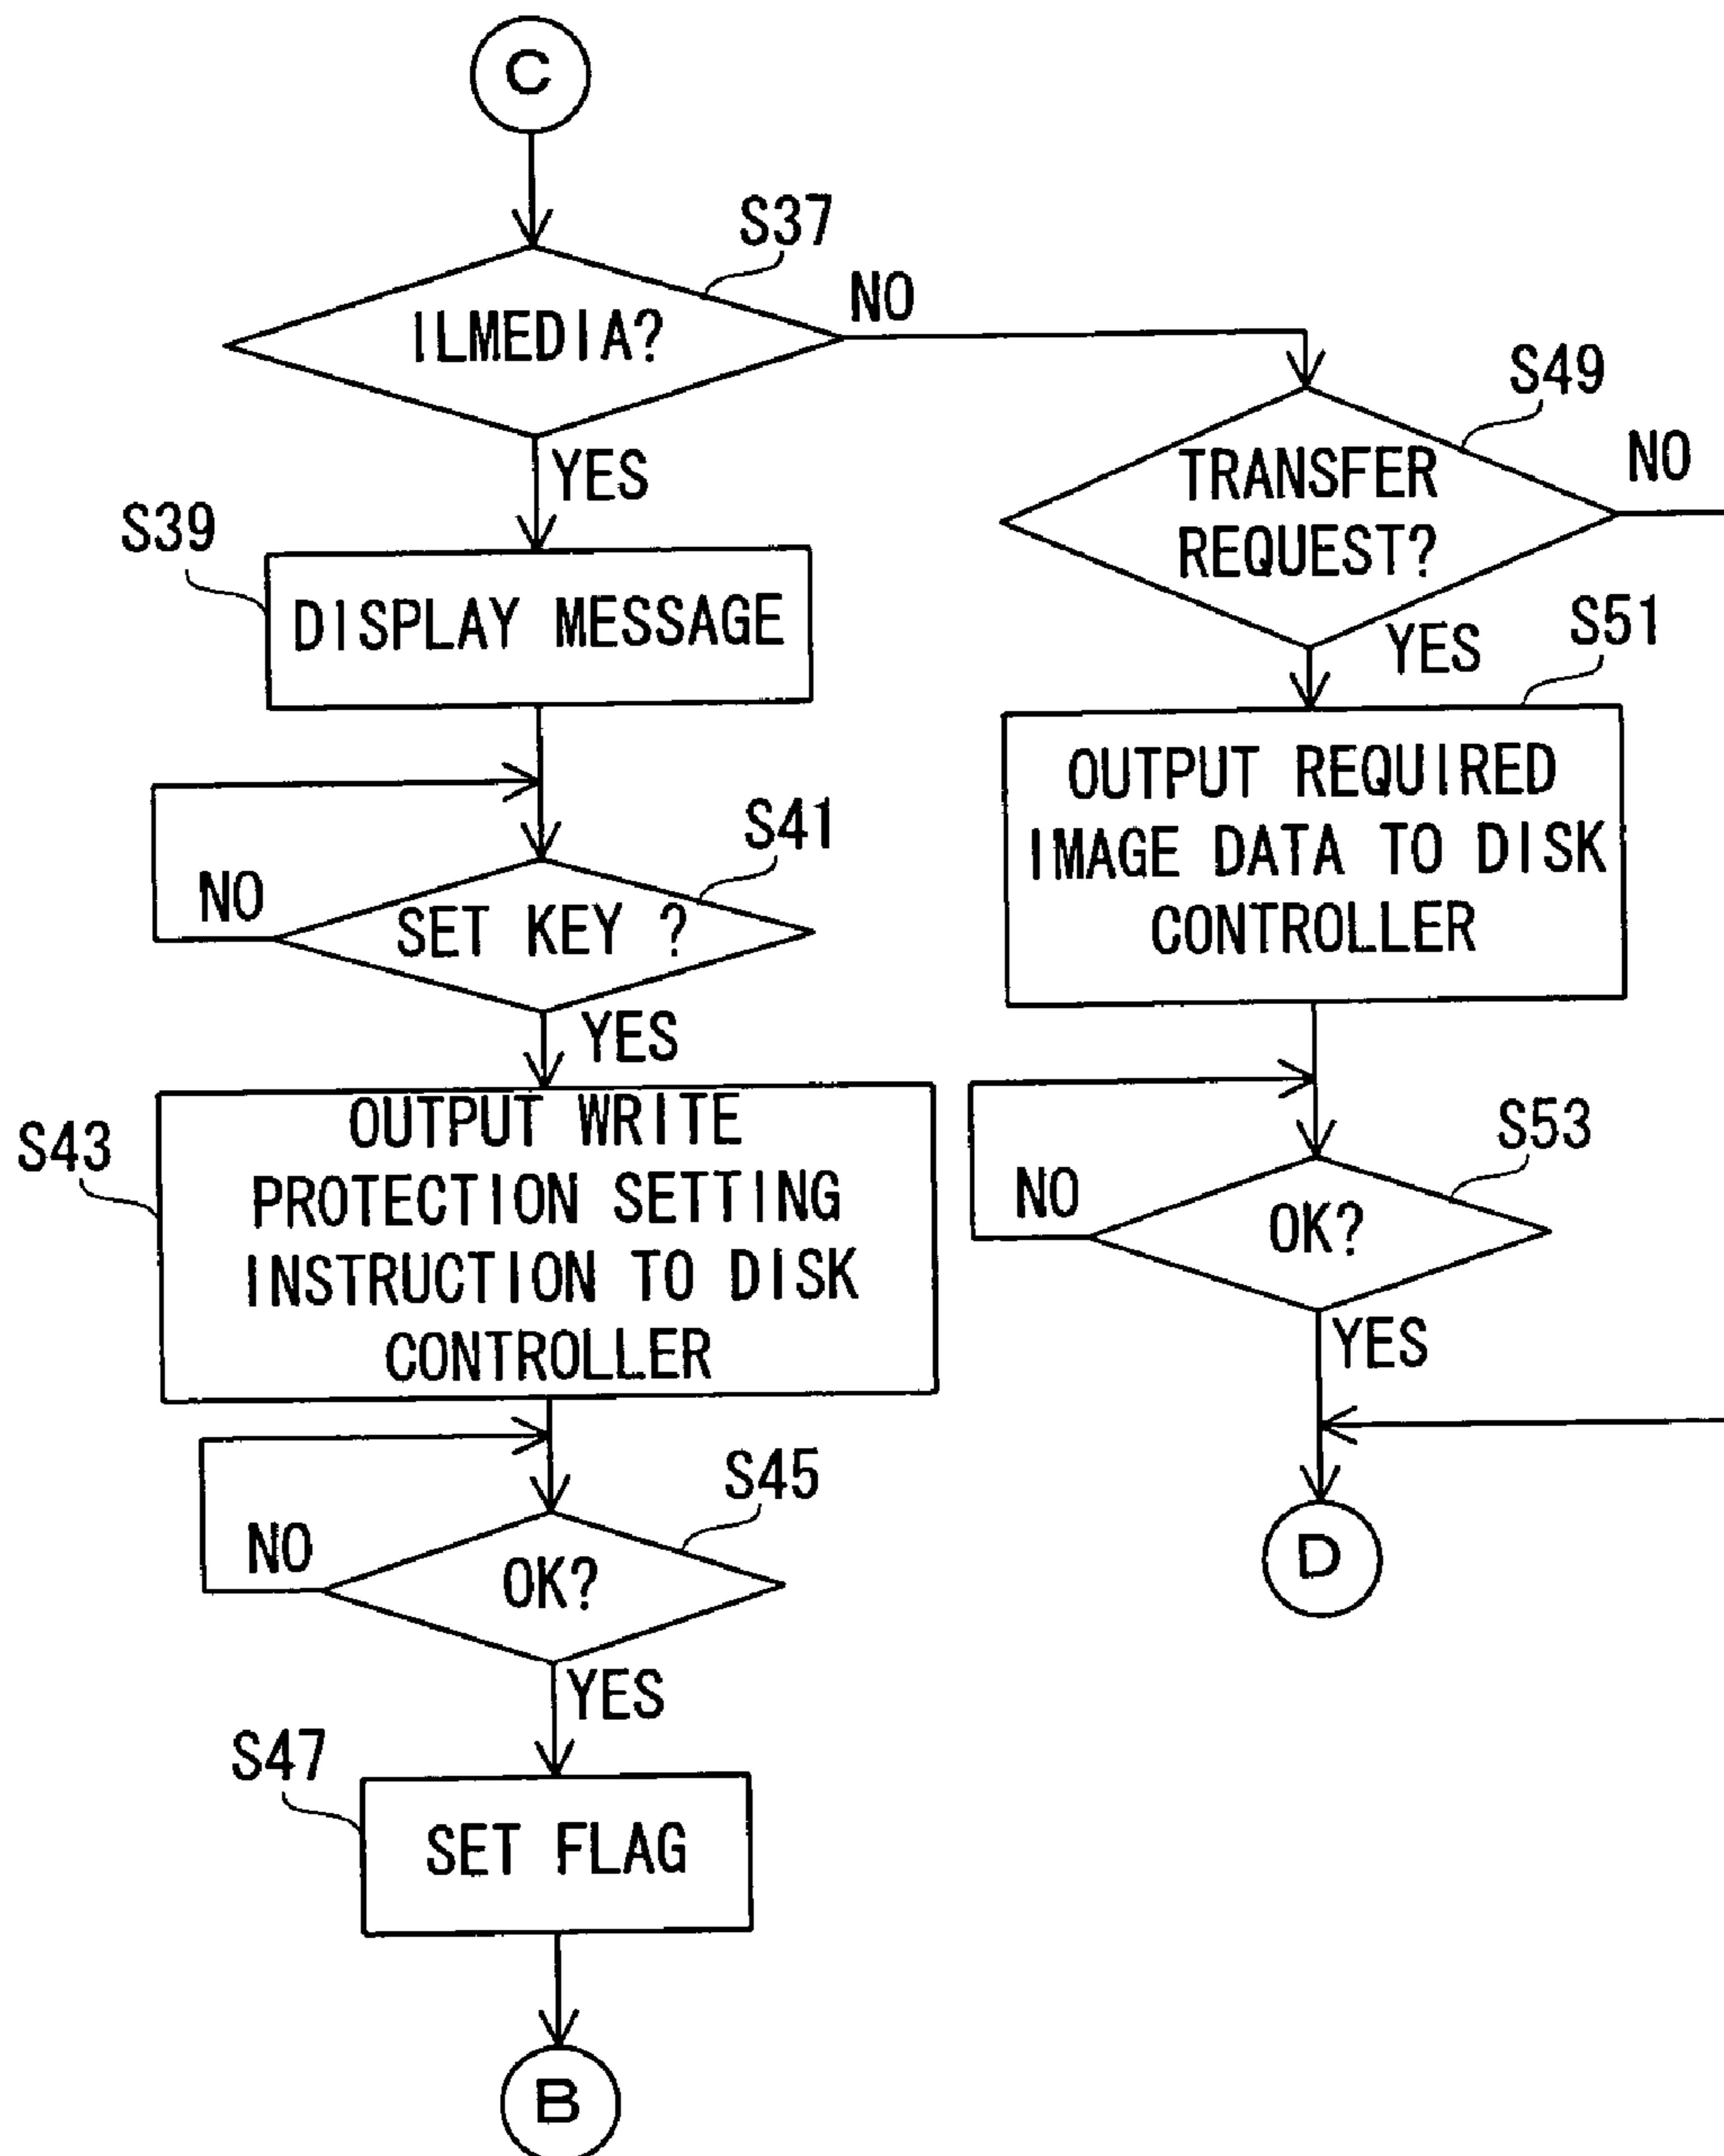 C
S37
ILMEDIA?
NO
YES
S49
TRANSFER
REQUEST?
NO
YES
S39
DISPLAY MESSAGE
S51
OUTPUT REQUIRED
IMAGE DATA TO DISK
CONTROLLER
S41
SET KEY ?
NO
YES
S43
OUTPUT WRITE
PROTECTION SETTING
INSTRUCTION TO DISK
CONTROLLER
S53
OK?
NO
YES
S45
OK?
NO
YES
D
S47
SET FLAG
B